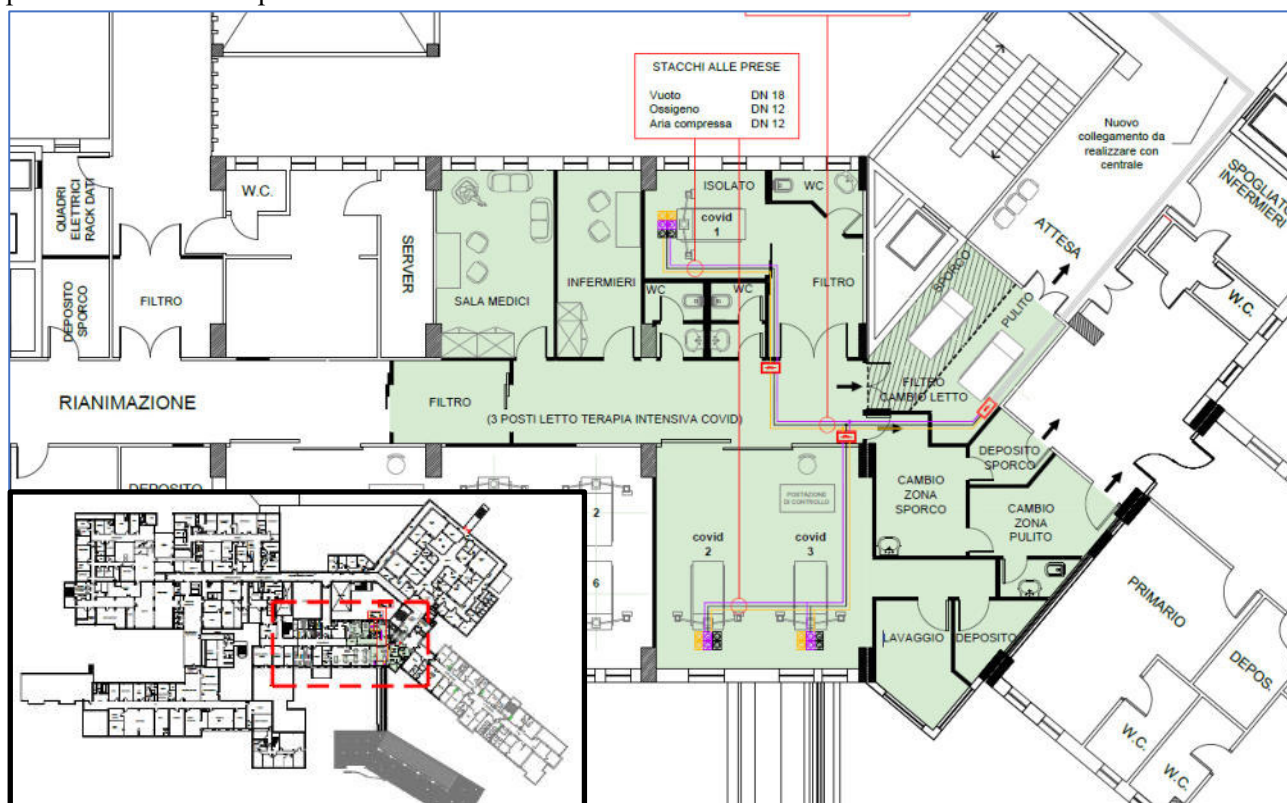 STACCHI ALLE PRESE
Vuoto DN 18
Ossigeno DN 12
Aria compressa DN 12
Nuovo
collegamento da
realizzare con
centrale
QUADRI
ELETTRICI
RACK DATI
W.C.
SERVER
ISOLATO
WC
covid
1
SPOGLIATO
INFERMIERI
ATTESA
DEPOSITO
SPORCO
FILTRO
SALA MEDICI
INFERMIERI
WC
WC
FILTRO
SPORCO
PULITO
W.C.
RIANIMAZIONE
FILTRO
(3 POSTI LETTO TERAPIA INTENSIVA COVID)
FILTRO
CAMBIO LETTO
DEPOSITO
SPORCO
DEPOSITO
CAMBIO
ZONA
SPORCO
CAMBIO
ZONA
PULITO
POSTAZIONE
DI CONTROLLO
2
covid
2
covid
3
6
PRIMARIO
LAVAGGIO
DEPOSITO
DEPOS.
W.C.
W.C.